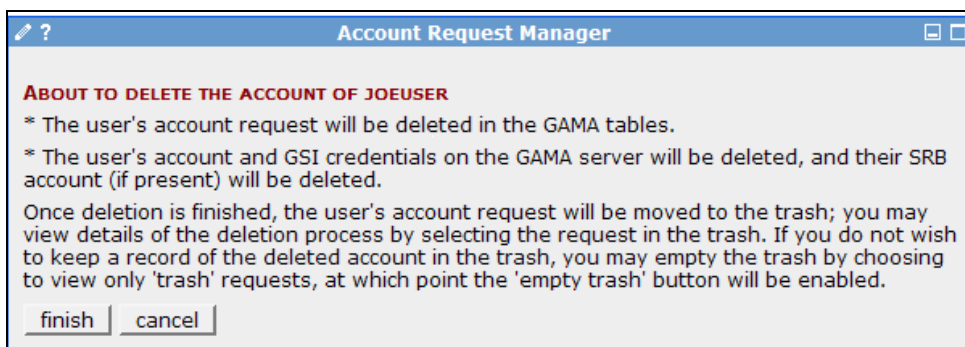 ?
Account Request Manager
ABOUT TO DELETE THE ACCOUNT OF JOEUSER
* The user's account request will be deleted in the GAMA tables.
* The user's account and GSI credentials on the GAMA server will be deleted, and their SRB
account (if present) will be deleted.
Once deletion is finished, the user's account request will be moved to the trash; you may
view details of the deletion process by selecting the request in the trash. If you do not wish
to keep a record of the deleted account in the trash, you may empty the trash by choosing
to view only 'trash' requests, at which point the 'empty trash' button will be enabled.
finish cancel